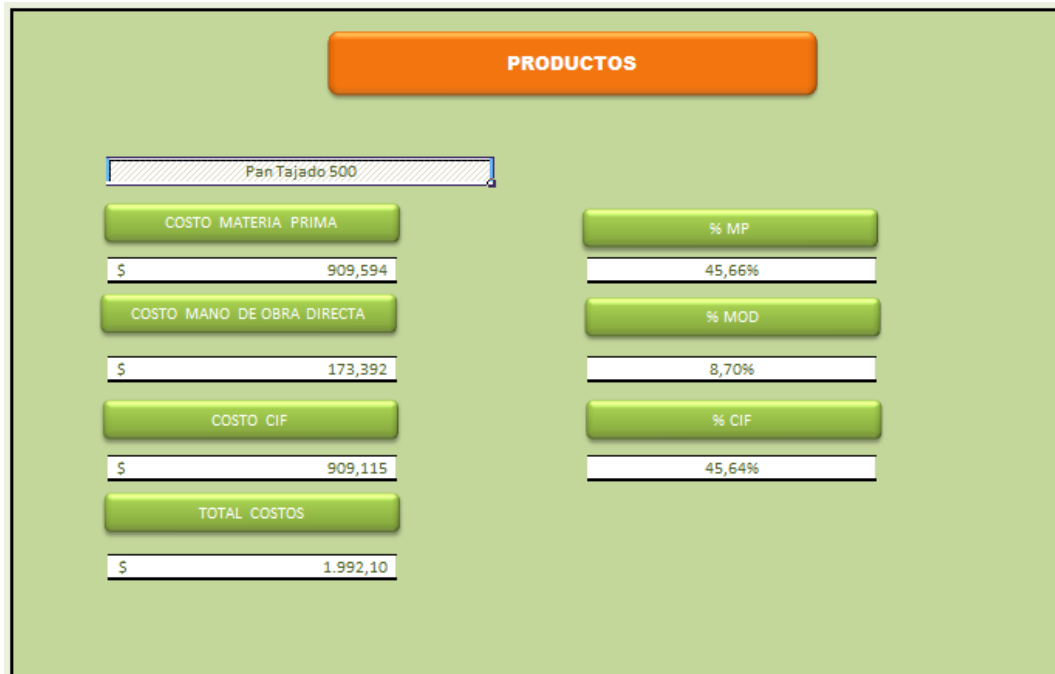 PRODUCTOS
Pan Tajado 500
COSTO MATERIA PRIMA
% MP
$ 909,594
45,66%
COSTO MANO DE OBRA DIRECTA
% MOD
$ 173,392
8,70%
COSTO CIF
% CIF
$ 909,115
45,64%
TOTAL COSTOS
$ 1.992,10